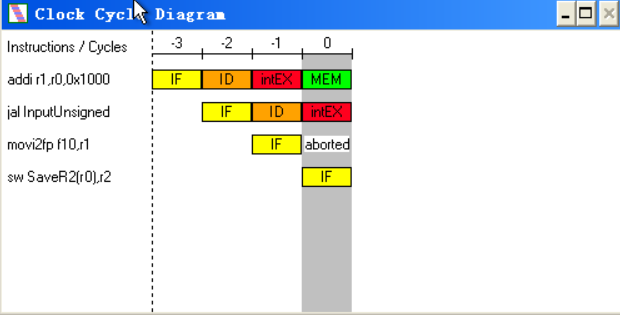 Clock Cycle Diagram
Instructions / Cycles -3 -2 -1 0
addi r1,r0,0x1000 IF ID intEX MEM
jal InputUnsigned IF ID intEX
movi2fp f10,r1 IF aborted
sw SaveR2(r0),r2 IF